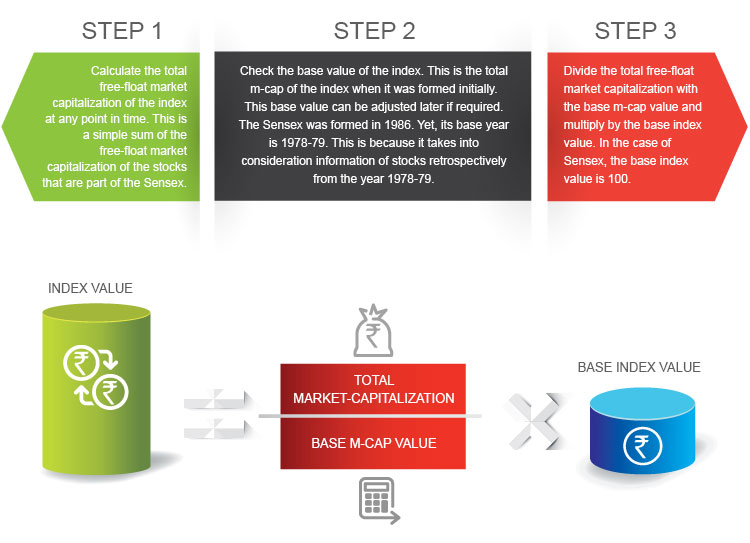 STEP 1
Calculate the total
free-float market
capitalization of the index
at any point in time. This is
a simple sum of the
free-float market
capitalization of the stocks
that are part of the Sensex.
STEP 2
Check the base value of the index. This is the total
m-cap of the index when it was formed initially.
This base value can be adjusted later if required.
The Sensex was formed in 1986. Yet, its base year
is 1978-79. This is because it takes into
consideration information of stocks retrospectively
from the year 1978-79.
STEP 3
Divide the total free-float
market capitalization with
the base m-cap value and
multiply by the base index
value. In the case of
Sensex, the base index
value is 100.
INDEX VALUE
₹
₹
=
₹
TOTAL
MARKET-CAPITALIZATION
BASE M-CAP VALUE
×
BASE INDEX VALUE
₹